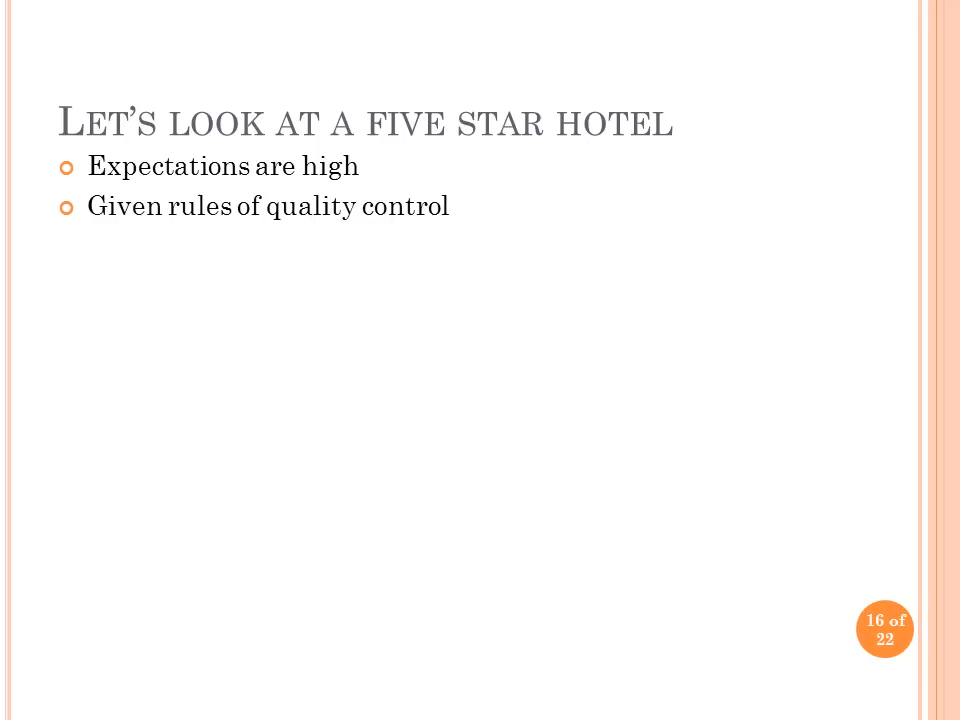 Let's look at a five star hotel
Expectations are high
Given rules of quality control
16 of
22